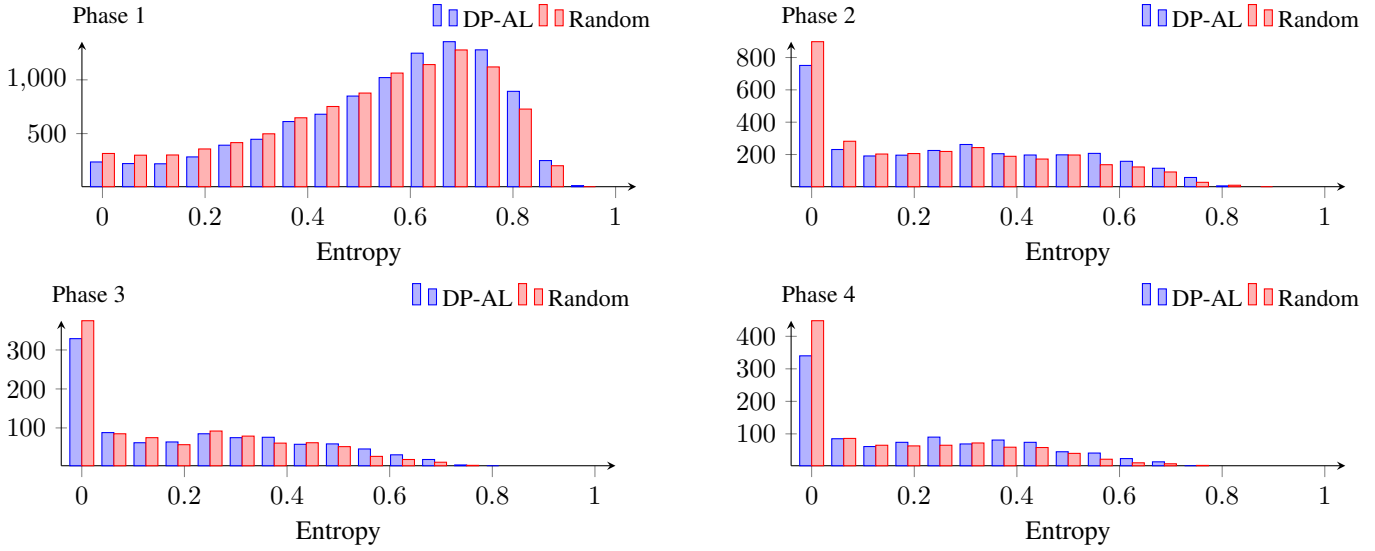 Phase 1
DP-AL Random
1,000
500
0 0.2 0.4 0.6 0.8 1
Entropy
Phase 2
DP-AL Random
800
600
400
200
0 0.2 0.4 0.6 0.8 1
Entropy
Phase 3
DP-AL Random
300
200
100
0 0.2 0.4 0.6 0.8 1
Entropy
Phase 4
DP-AL Random
400
300
200
100
0 0.2 0.4 0.6 0.8 1
Entropy